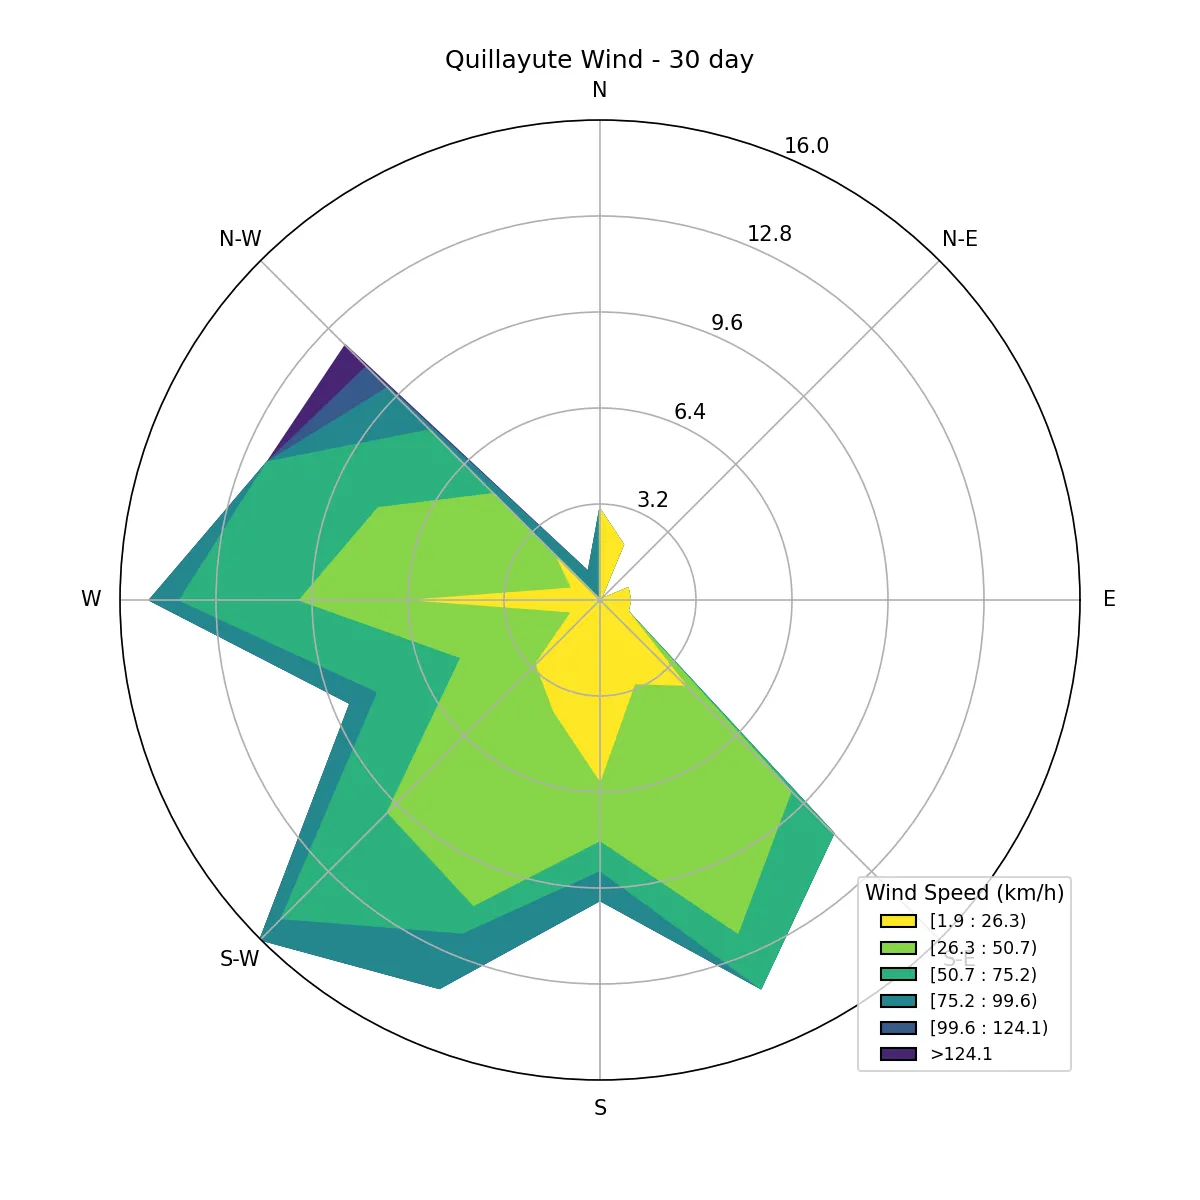 Quillayute Wind - 30 day
N
16.0
12.8
N-W
N-E
9.6
6.4
3.2
W
E
S-W
S-E
Wind Speed (km/h)
[1.9 : 26.3)
[26.3 : 50.7)
[50.7 : 75.2)
[75.2 : 99.6)
[99.6 : 124.1)
>124.1
S